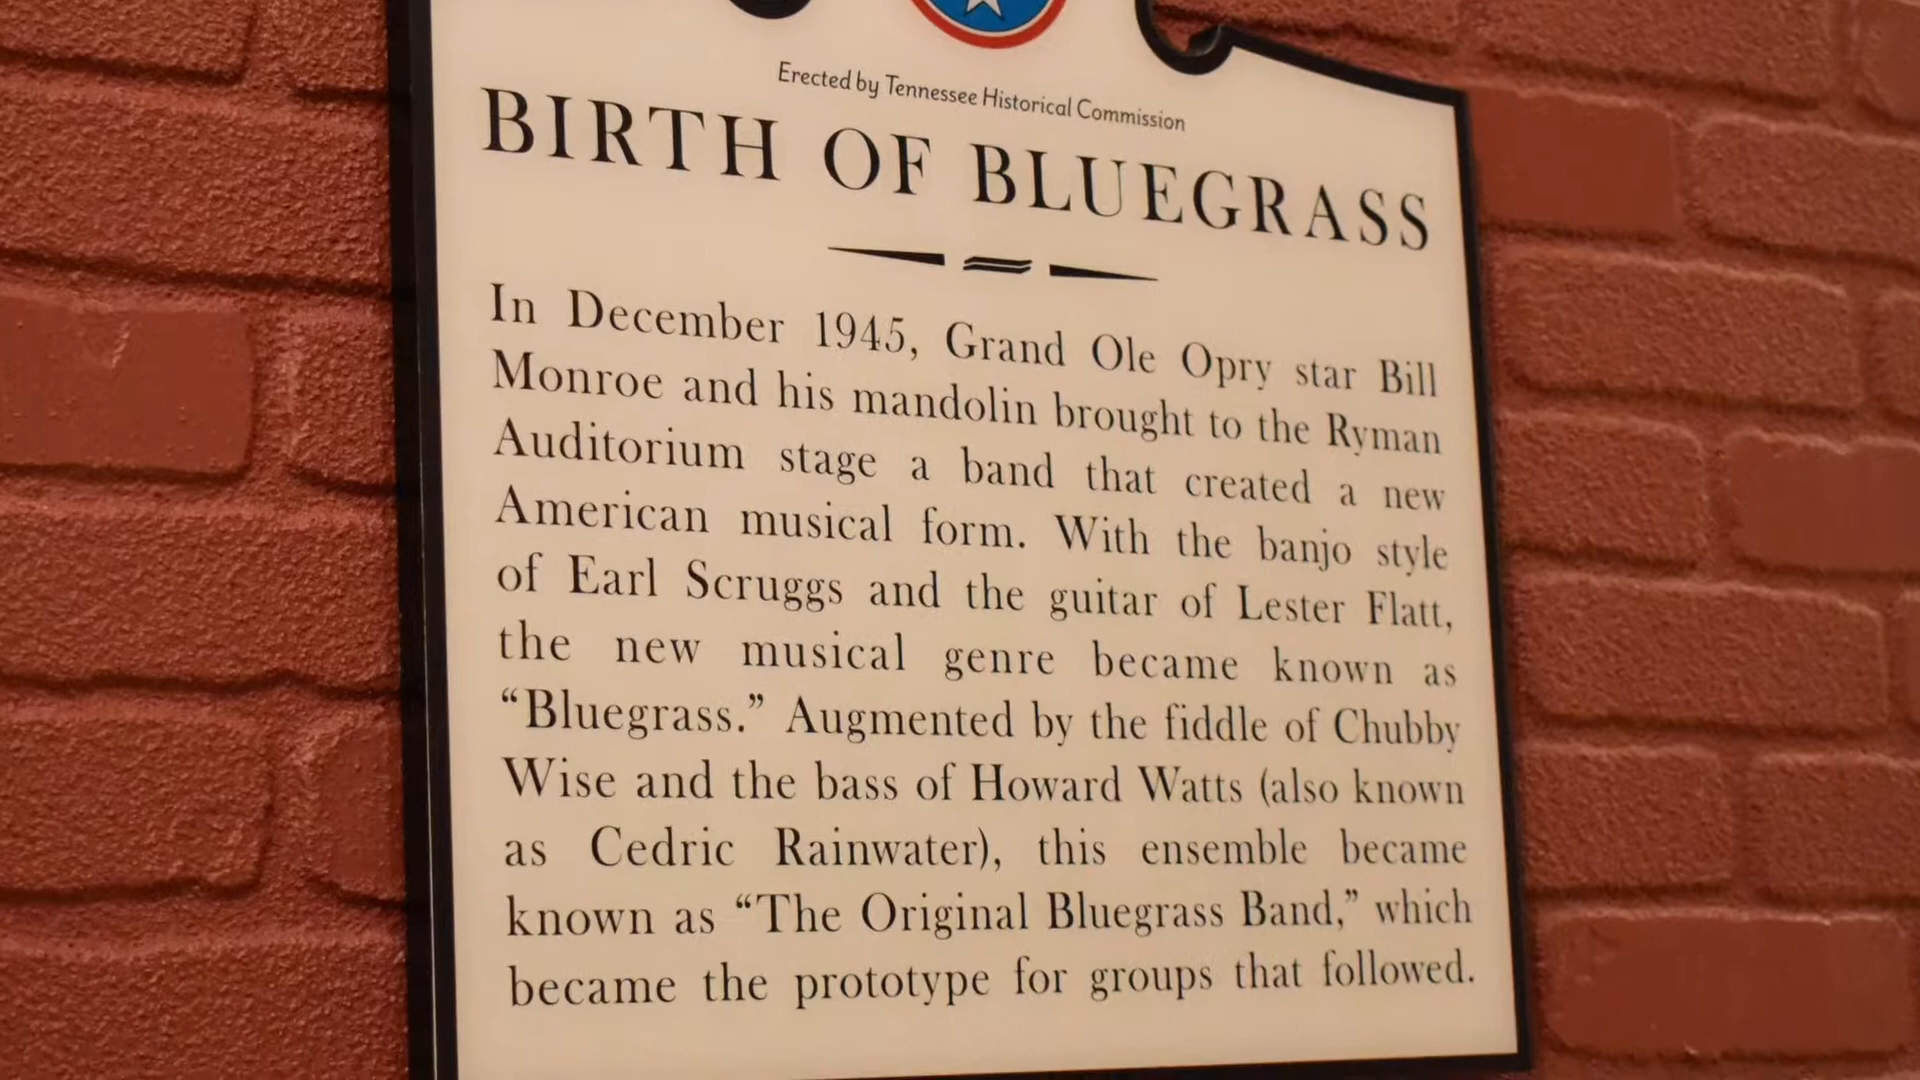 Erected by Tennessee Historical Commission
BIRTH OF BLUEGRASS
In December 1945, Grand Ole Opry star Bill
Monroe and his mandolin brought to the Ryman
Auditorium stage a band that created a new
American musical form. With the banjo style
of Earl Scruggs and the guitar of Lester Flatt,
the new musical genre became known as
“Bluegrass.” Augmented by the fiddle of Chubby
Wise and the bass of Howard Watts (also known
as Cedric Rainwater), this ensemble became
known as “The Original Bluegrass Band,” which
became the prototype for groups that followed.